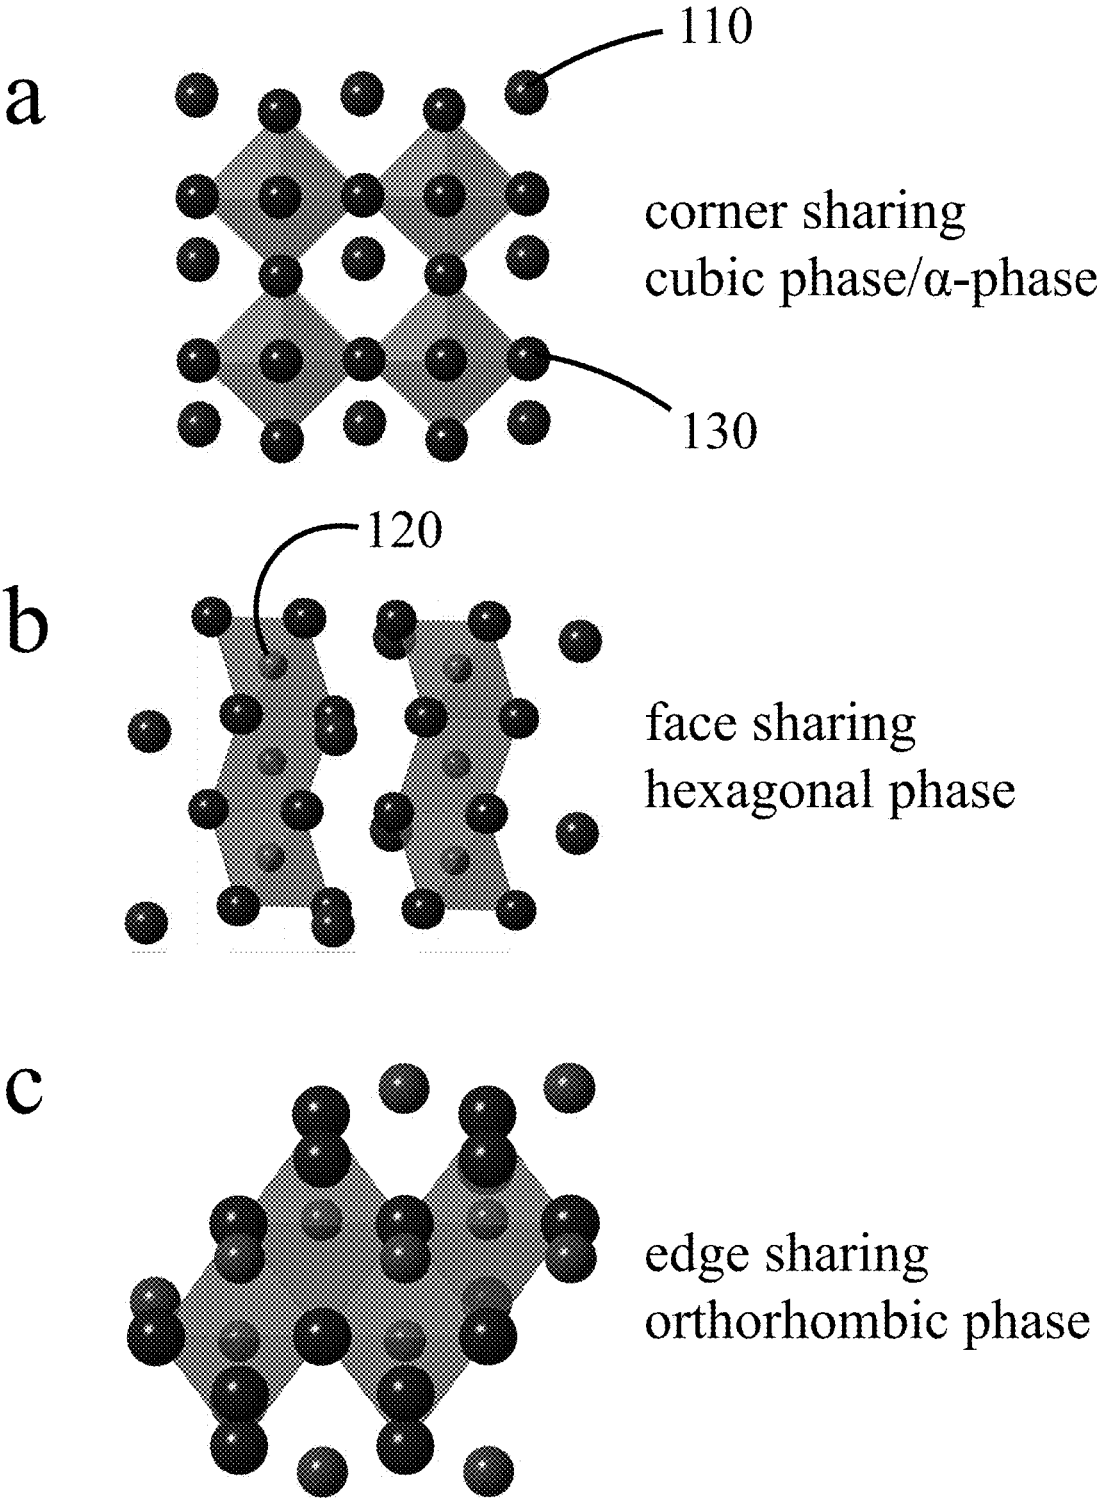 110
a
corner sharing
cubic phase/α-phase
130
120
b
face sharing
hexagonal phase
c
edge sharing
orthorhombic phase